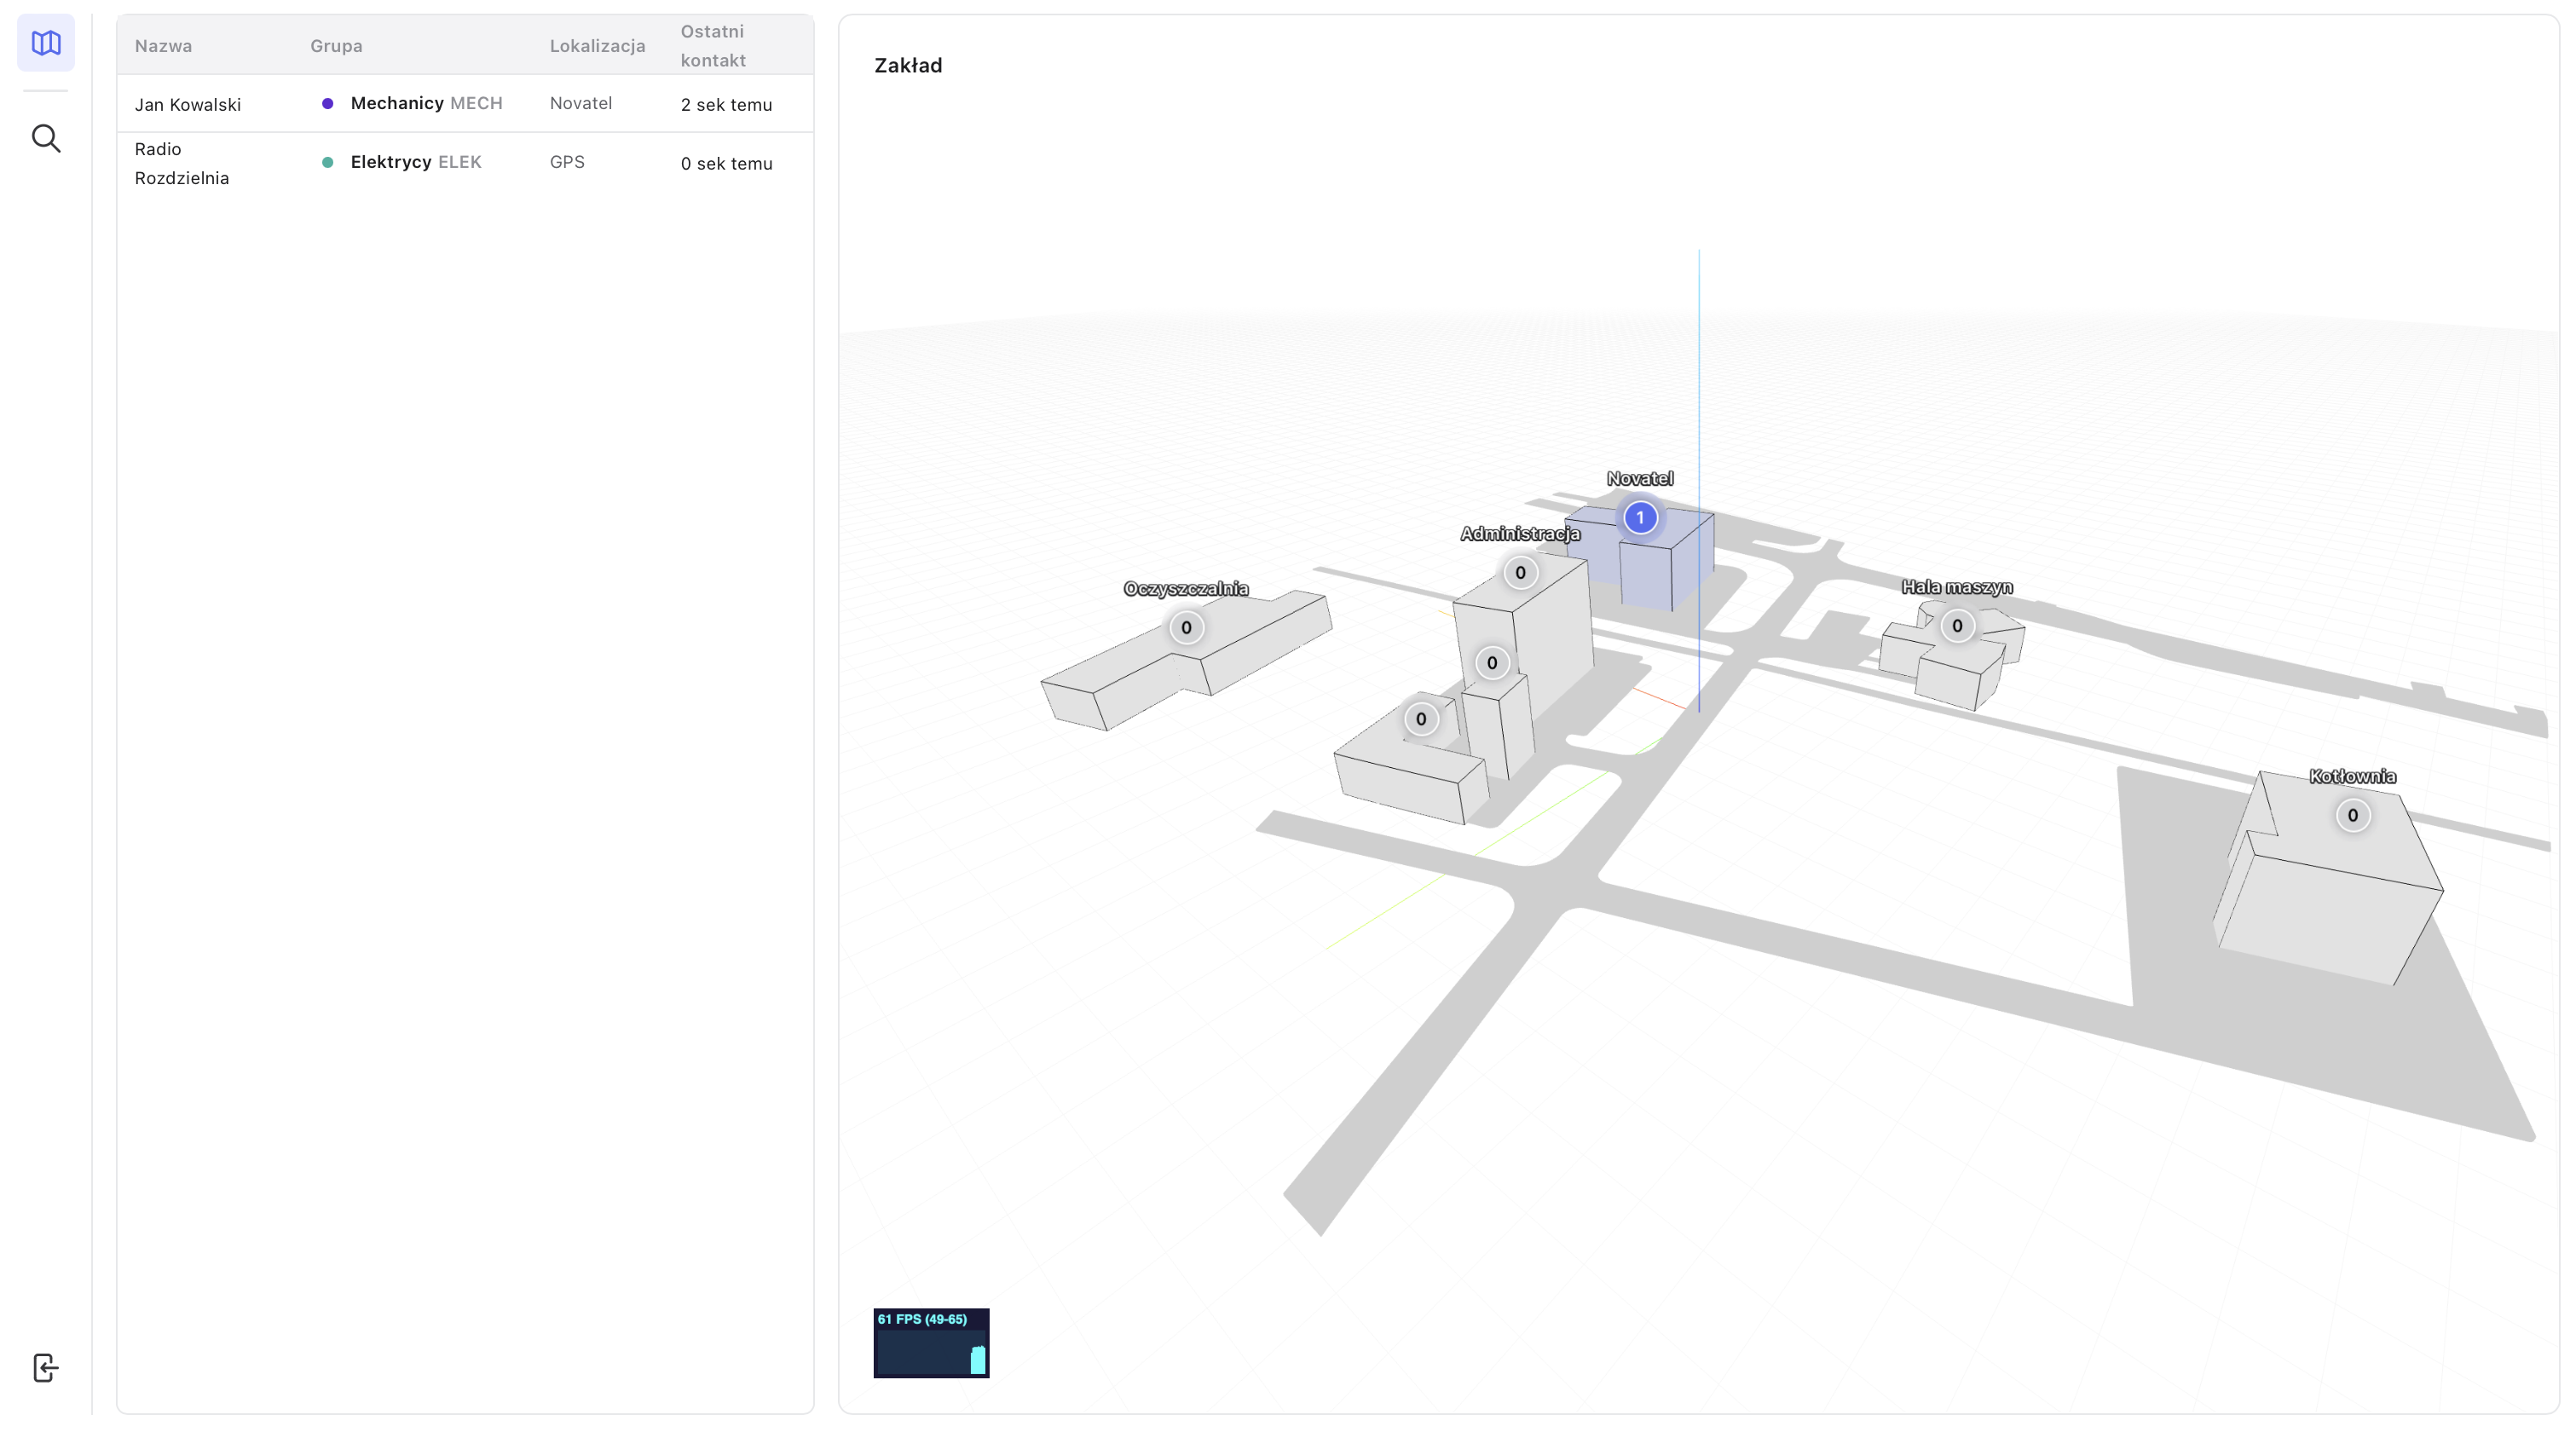 Nazwa Grupa Lokalizacja Ostatni kontakt
Jan Kowalski Mechanicy MECH Novatel 2 sek temu
Radio Rozdzielnia Elektrycy ELEK GPS 0 sek temu
Zakład
Novatel
1
Administracja
0
Oczyszczalnia
0
Hala maszyn
0
0
0
Kotłownia
0
61 FPS (49-65)